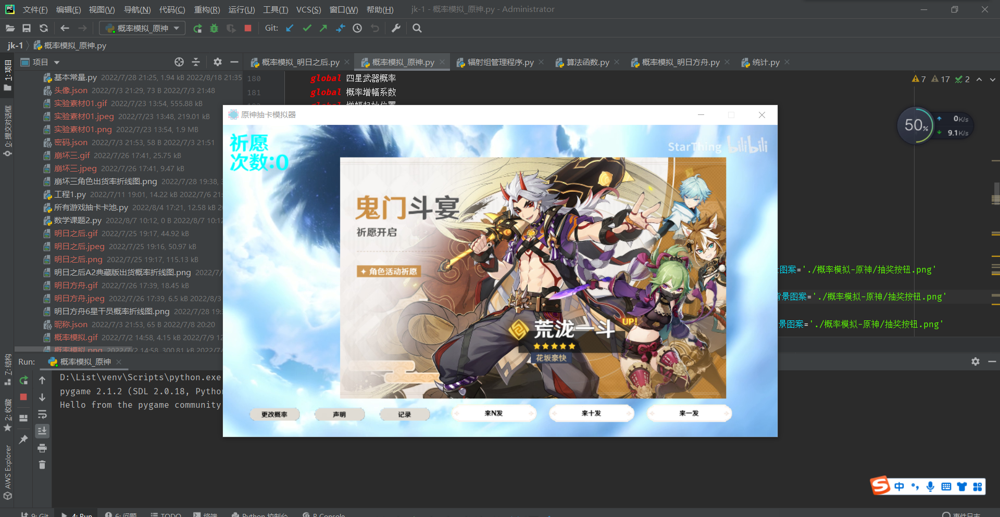 文件(F) 编辑(E) 视图(V) 导航(N) 代码(C) 重构(R) 运行(U) 工具(T) VCS(S) 窗口(W) 帮助(H) jk-1 - 概率模拟_原神.py - Administrator
概率模拟_原神 Git:
jk-1 概率模拟_原神.py
1: 项目
0: 提交对话框
7: 结构
2: 收藏
AWS Explorer
项目
概率模拟_明日之后.py 概率模拟_原神.py 辐射组管理程序.py 算法函数.py 概率模拟_明日方舟.py 统计.py
基本常量.py 2022/7/28 21:25, 1.94 kB 2022/8/18 21:35
头像.json 2022/7/3 21:29, 73 B 2022/7/3 21:48
实验素材01.gif 2022/7/23 13:54, 555.88 kB
实验素材01.jpeg 2022/7/23 13:48, 219.01 kB
实验素材01.png 2022/7/23 13:54, 1.9 MB
密码.json 2022/7/3 21:53, 58 B 2022/7/3 21:51
崩坏三.gif 2022/7/26 17:41, 25.75 kB
崩坏三.jpeg 2022/7/26 17:41, 9.47 kB
崩坏三角色出货率折线图.png 2022/7/28 19:38,
工程1.py 2022/7/11 19:01, 14.22 kB 2022/7/6 21:
所有游戏抽卡卡池.py 2022/8/4 17:21, 12.58 kB 2
数学课题2.py 2022/8/7 10:12, 0 B 2022/8/7 10:12
明日之后.gif 2022/7/25 19:17, 44.92 kB
明日之后.jpeg 2022/7/25 19:16, 50.97 kB
明日之后.png 2022/7/25 19:17, 115.13 kB
明日之后A2典藏版出货概率折线图.png 2022/7/
明日方舟.gif 2022/7/26 17:39, 18.45 kB
明日方舟.jpeg 2022/7/26 17:39, 6.5 kB 2022/8/3
明日方舟6星干员概率折线图.png 2022/7/28 19:
昵称.json 2022/7/3 21:53, 65 B 2022/7/8 20:20
概率模拟.gif 2022/7/2 14:58, 4.15 kB 2022/7/9 12
概率模拟.png 2022/7/2 14:58, 300.81 kB 2022/7/
180 global 四星武器概率
181 global 概率增幅系数
7 17 2
50% 0K/s
9.1K/s
图案='./概率模拟-原神/抽奖按钮.png'
背景图案='./概率模拟-原神/抽奖按钮.png'
景图案='./概率模拟-原神/抽奖按钮.png'
原神抽卡模拟器
祈愿
次数:0
StarThing bilibili
鬼门斗宴
祈愿开启
角色活动祈愿
荒泷一斗 UP!
花坂豪快
更改概率 声明 记录 来N发 来十发 来一发
Run: 概率模拟_原神
D:\List\venv\Scripts\python.exe
pygame 2.1.2 (SDL 2.0.18, Pytho
Hello from the pygame community
中
9: Git 4: Run 6: 问题 TODO 终端 Python 控制台 R Console 事件日志